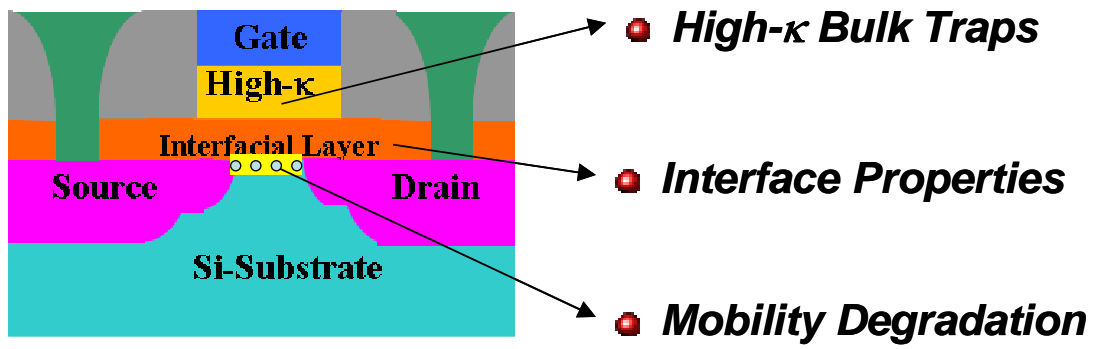 Gate
High-κ
Interfacial Layer
Source
Drain
Si-Substrate
High-κ Bulk Traps
Interface Properties
Mobility Degradation